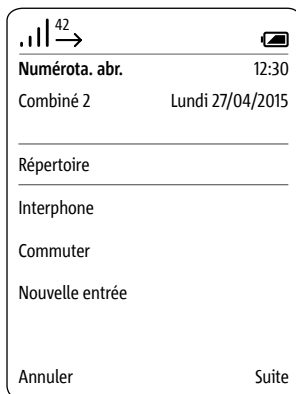 42
Numérota. abr. 12:30
Combiné 2 Lundi 27/04/2015
Répertoire
Interphone
Commuter
Nouvelle entrée
Annuler Suite